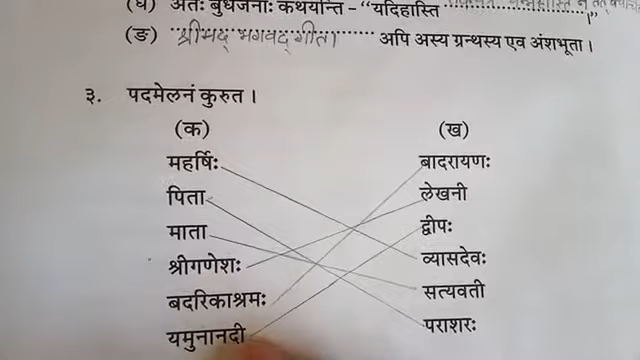 (घ) अतः बुधजनाः कथयन्ति - “यदिहास्ति ...........................।”
(ङ) श्रीमद् भगवद् गीता अपि अस्य ग्रन्थस्य एव अंशभूता।
३. पदमेलनं कुरुत।
(क) (ख)
महर्षिः बादरायणः
पिता लेखनी
माता द्वीपः
श्रीगणेशः व्यासदेवः
बदरिकाश्रमः सत्यवती
यमुनानदी पराशरः